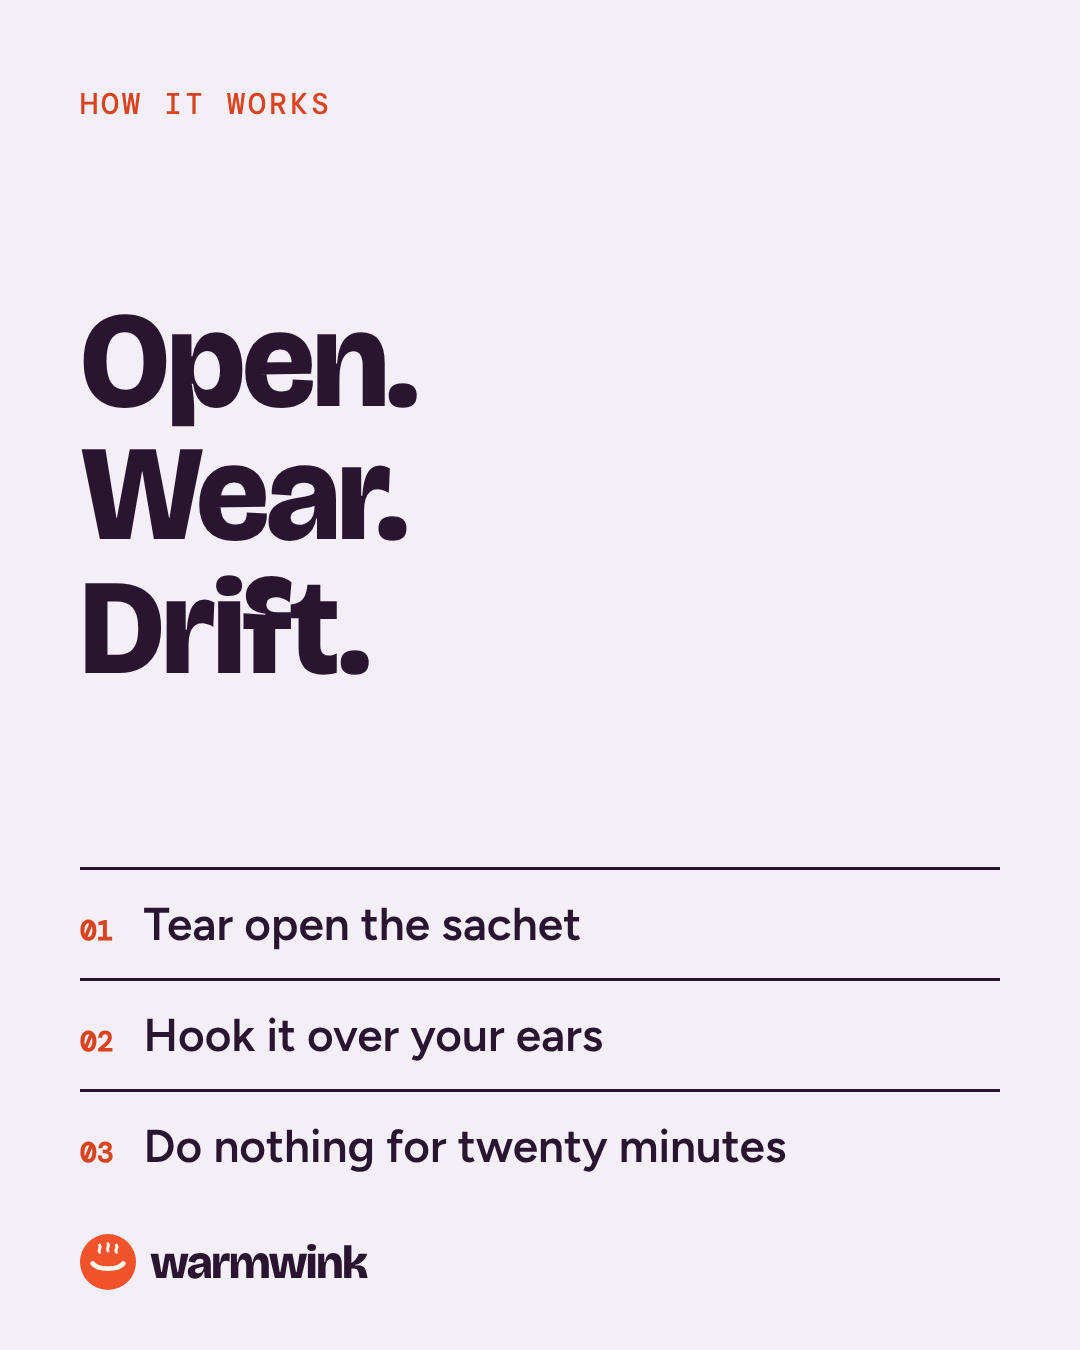 HOW IT WORKS
Open.
Wear.
Drift.
01 Tear open the sachet
02 Hook it over your ears
03 Do nothing for twenty minutes
warmwink